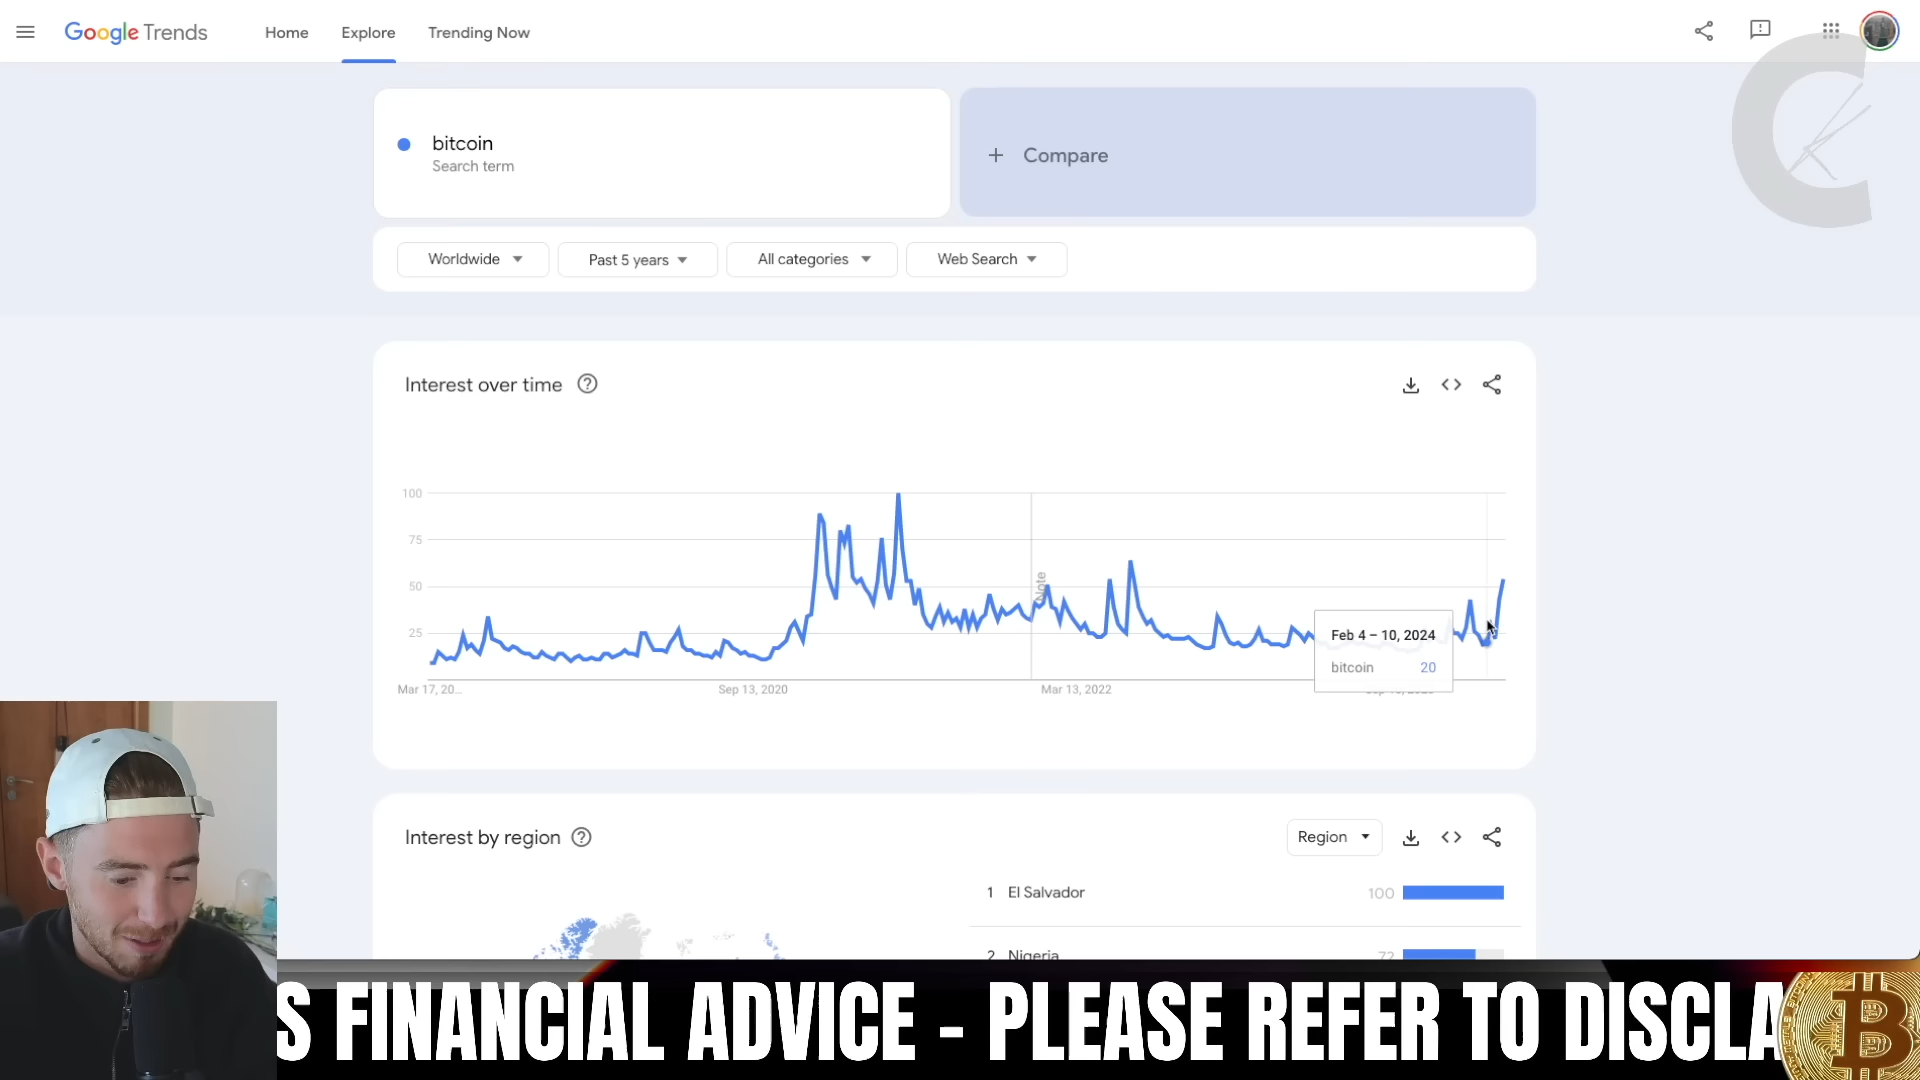 Google Trends
Home
Explore
Trending Now
bitcoin
Search term
+ Compare
Worldwide
Past 5 years
All categories
Web Search
Interest over time
100
75
50
25
Note
Mar 17, 20...
Sep 13, 2020
Mar 13, 2022
Feb 4 – 10, 2024
bitcoin 20
Interest by region
Region
1 El Salvador 100
2 Nigeria 72
S FINANCIAL ADVICE - PLEASE REFER TO DISCLA